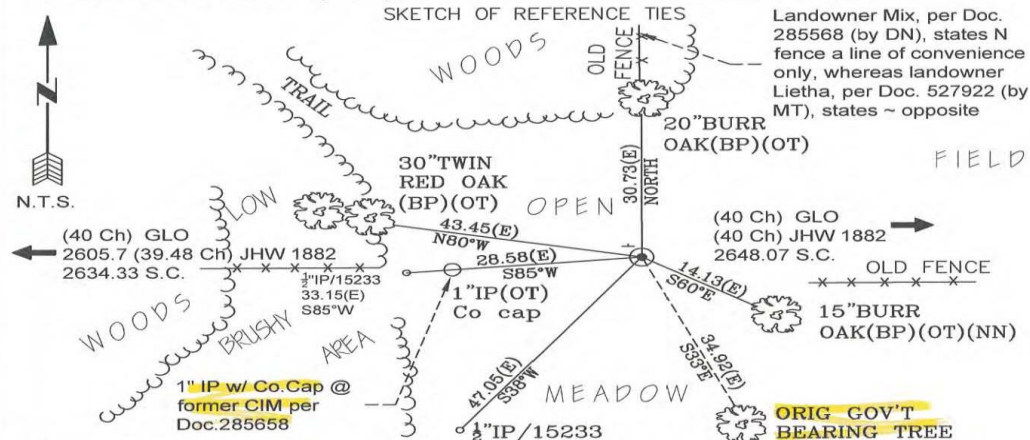 SKETCH OF REFERENCE TIES
Landowner Mix, per Doc.
285568 (by DN), states N
fence a line of convenience
only, whereas landowner
Lietha, per Doc. 527922 (by
MT), states ~ opposite
N
N.T.S.
WOODS
OLD
FENCE
TRAIL
20"BURR
OAK(BP)(OT)
FIELD
30"TWIN
RED OAK
(BP)(OT)
30.73(E)
NORTH
LOW
OPEN
43.45(E)
N80°W
(40 Ch) GLO
2605.7 (39.48 Ch) JHW 1882
2634.33 S.C.
(40 Ch) GLO
(40 Ch) JHW 1882
2648.07 S.C.
28.58(E)
S85°W
OLD FENCE
½"IP/15233
33.15(E)
S85°W
1"IP(OT)
Co cap
14.13(E)
S60°E
15"BURR
OAK(BP)(OT)(NN)
WOODS
BRUSHY
AREA
34.92(E)
S33°E
47.05(E)
S38°W
MEADOW
1" IP w/ Co.Cap @
former CIM per
Doc.285658
½"IP/15233
ORIG GOV'T
BEARING TREE